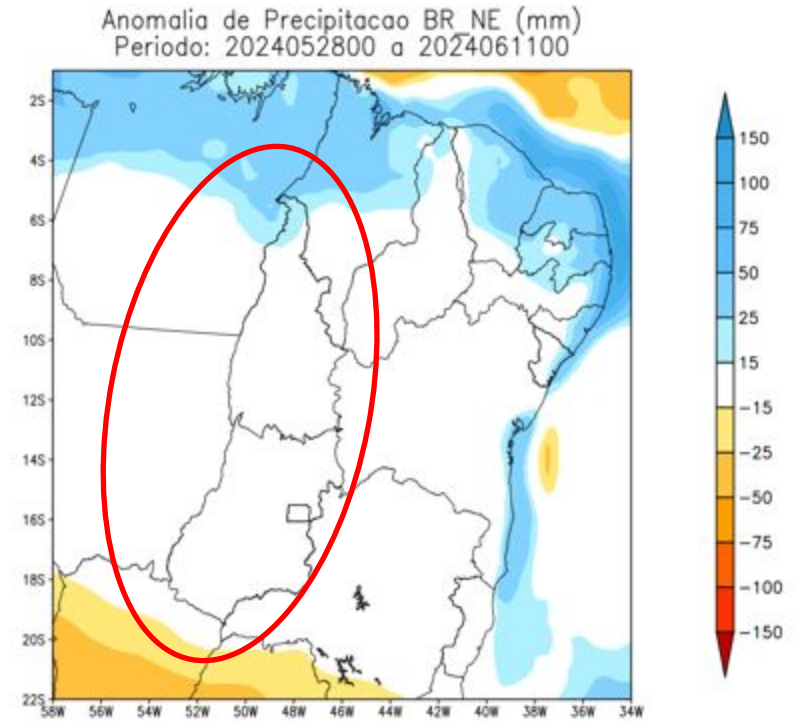 Anomalia de Precipitacao BR_NE (mm)
Periodo: 2024052800 a 2024061100
2S
4S
6S
8S
10S
12S
14S
16S
18S
20S
22S
58W 56W 54W 52W 50W 48W 46W 44W 42W 40W 38W 36W 34W
150
100
75
50
25
15
-15
-25
-50
-75
-100
-150